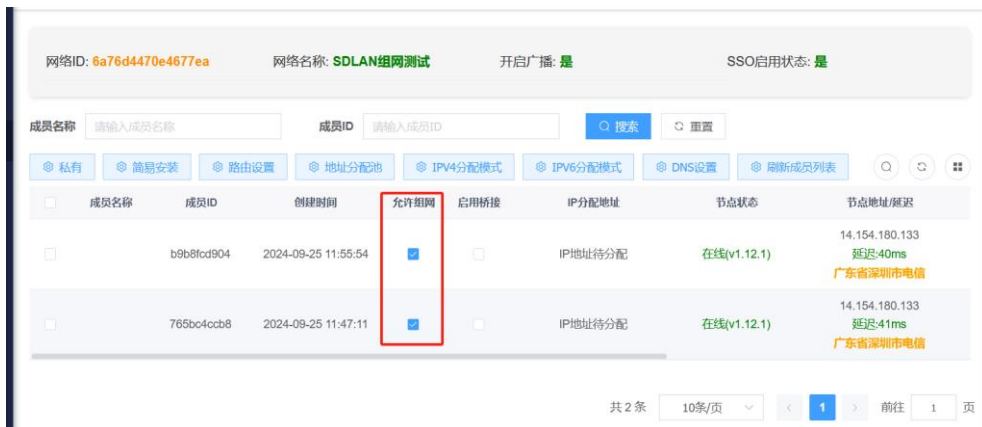 网络ID: 6a76d4470e4677ea 网络名称: SDLAN组网测试 开启广播: 是 SSO启用状态: 是
成员名称 请输入成员名称 成员ID 请输入成员ID 搜索 重置
私有 简易安装 路由设置 地址分配池 IPV4分配模式 IPV6分配模式 DNS设置 刷新成员列表
成员名称 成员ID 创建时间 允许组网 启用桥接 IP分配地址 节点状态 节点地址/延迟
b9b8fcd904 2024-09-25 11:55:54 IP地址待分配 在线(v1.12.1) 14.154.180.133
延迟:40ms
广东省深圳市电信
765bc4ccb8 2024-09-25 11:47:11 IP地址待分配 在线(v1.12.1) 14.154.180.133
延迟:41ms
广东省深圳市电信
共 2 条 10条/页 1 前往 1 页